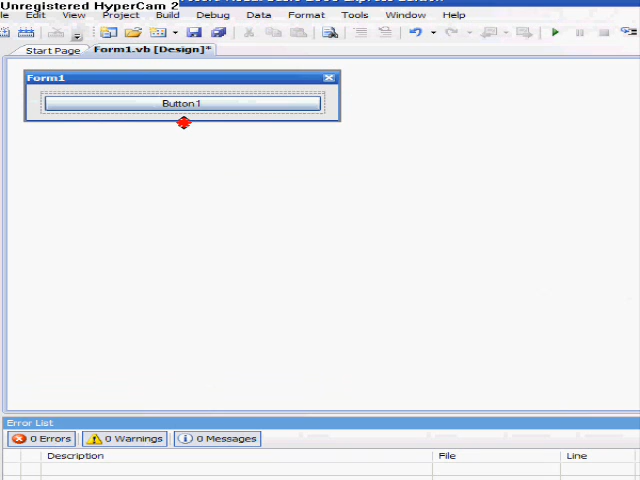 Unregistered HyperCam 2
le Edit View Project Build Debug Data Format Tools Window Help
Start Page Form1.vb [Design]*
Form1
Button1
Error List
0 Errors 0 Warnings 0 Messages
Description File Line